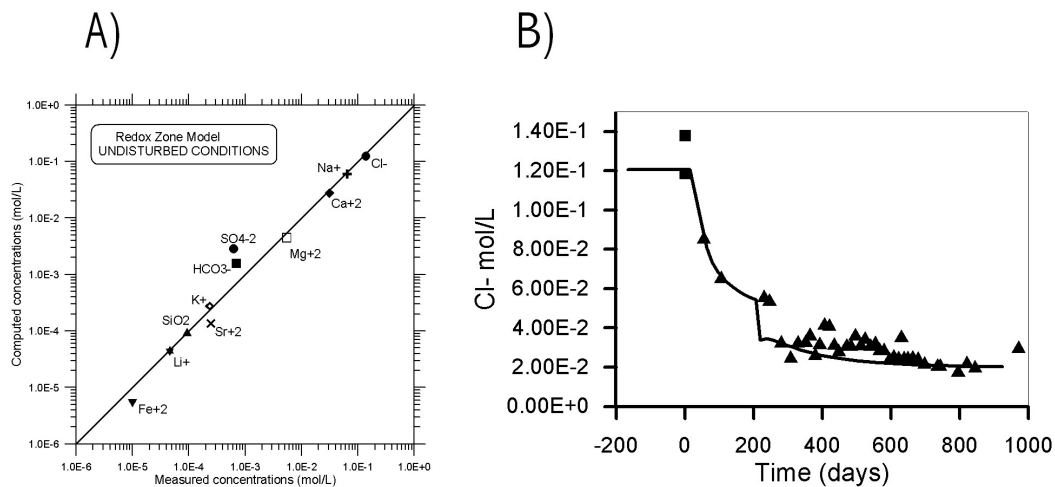 A)
B)
1.0E+0
1.0E-1
1.0E-2
1.0E-3
1.0E-4
1.0E-5
1.0E-6
Computed concentrations (mol/L)
Redox Zone Model
UNDISTURBED CONDITIONS
Na+
Cl-
Ca+2
SO4-2
Mg+2
HCO3-
K+
SiO2
Sr+2
Li+
Fe+2
1.0E-6 1.0E-5 1.0E-4 1.0E-3 1.0E-2 1.0E-1 1.0E+0
Measured concentrations (mol/L)
1.40E-1
1.20E-1
1.00E-1
8.00E-2
6.00E-2
4.00E-2
2.00E-2
0.00E+0
Cl- mol/L
-200 0 200 400 600 800 1000
Time (days)